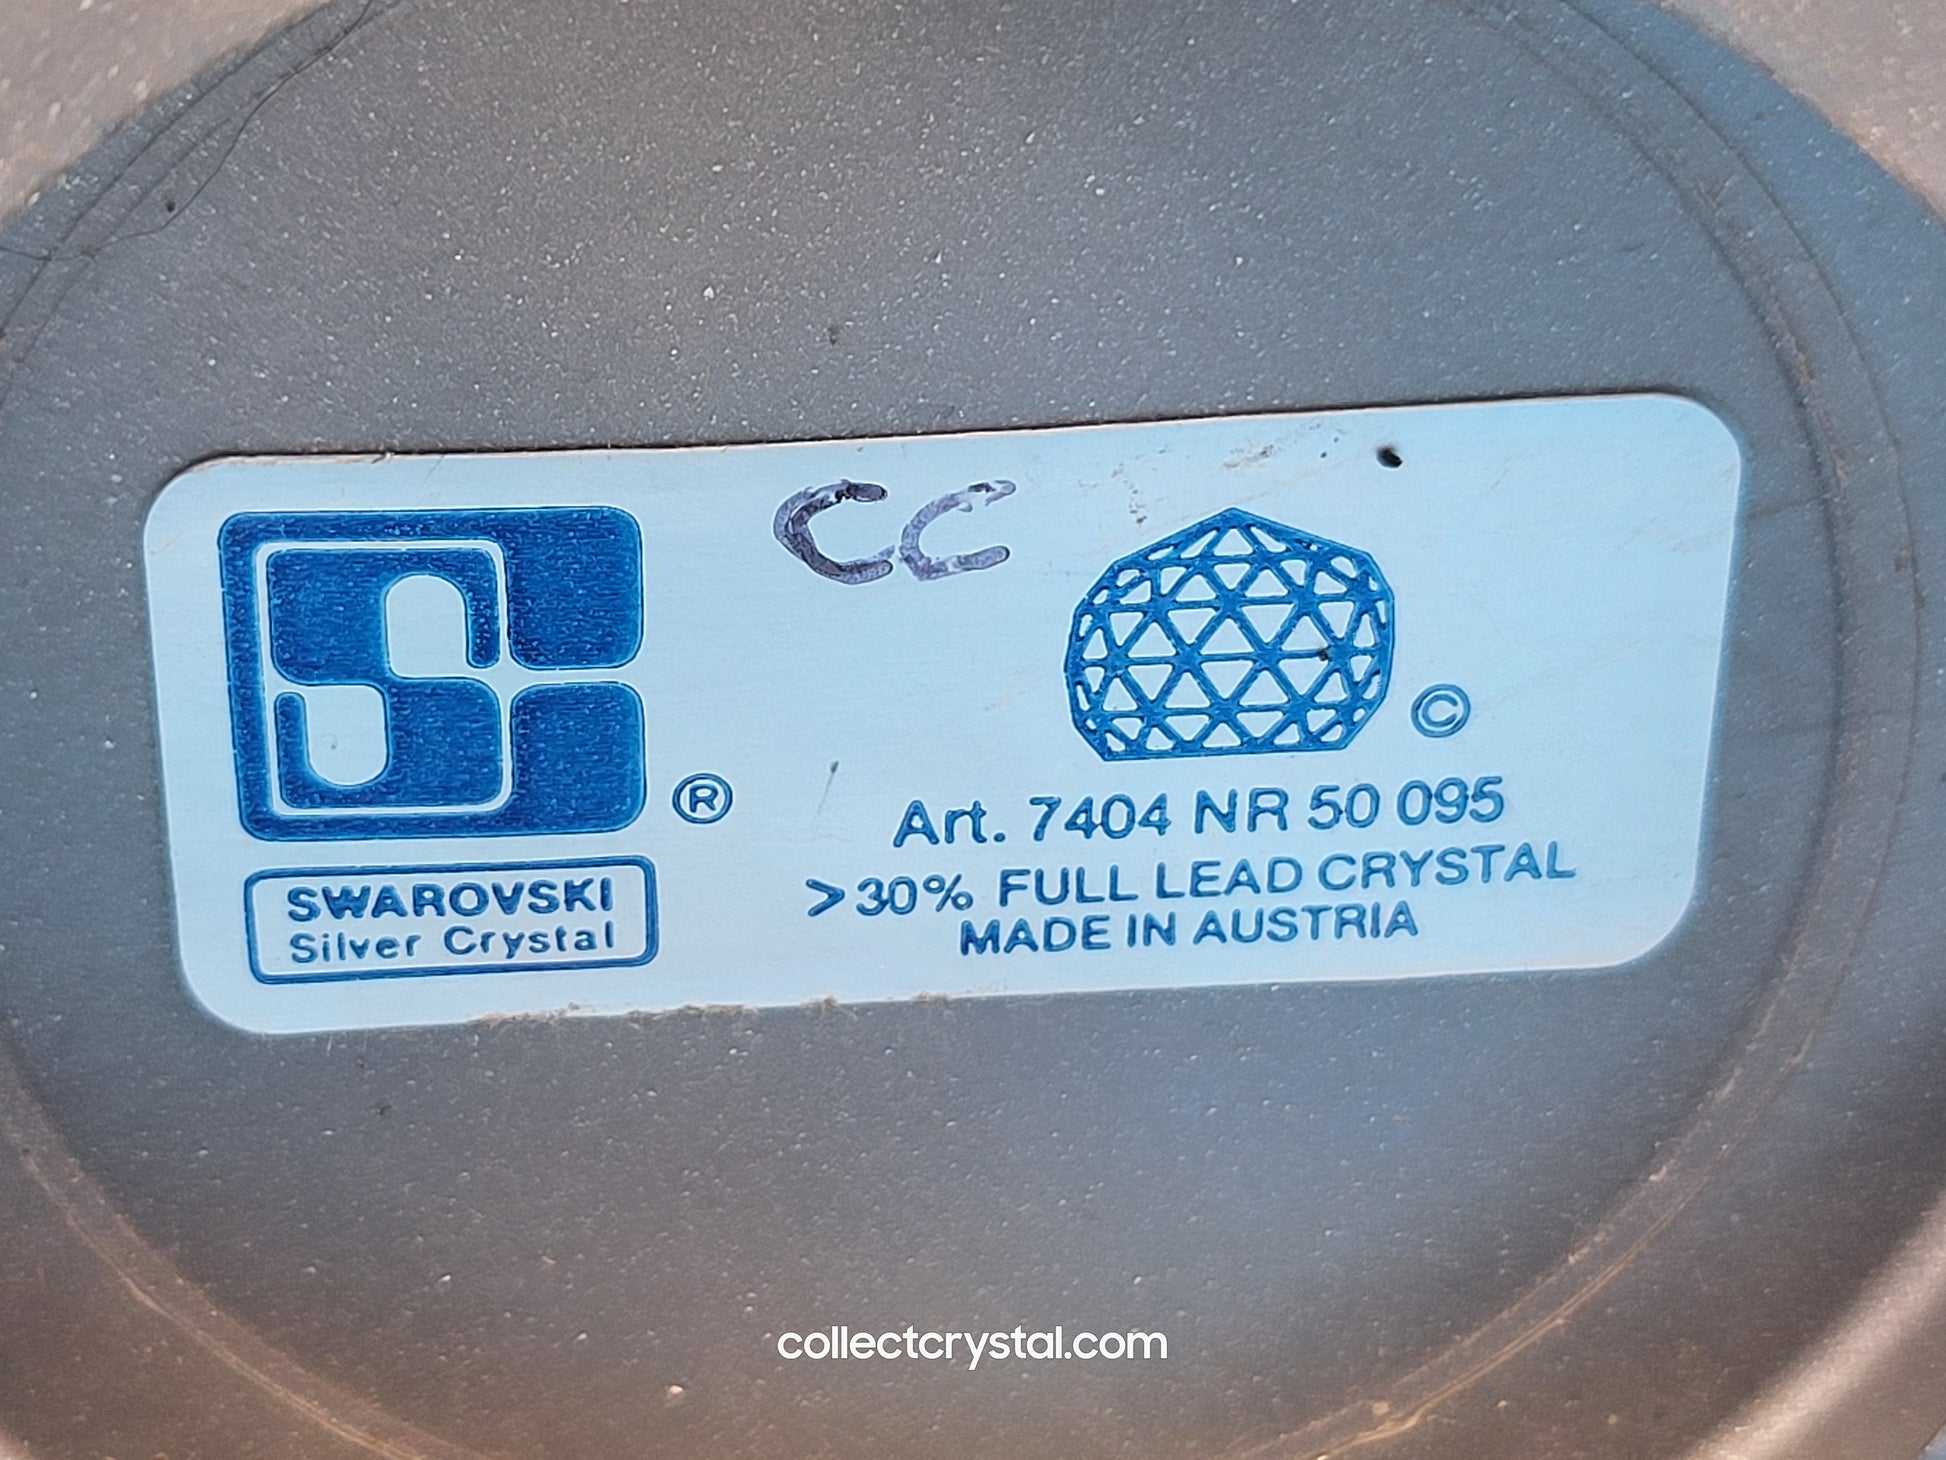 CC
©
Art. 7404 NR 50 095
>30% FULL LEAD CRYSTAL
MADE IN AUSTRIA
®
SWAROVSKI
Silver Crystal
collectcrystal.com